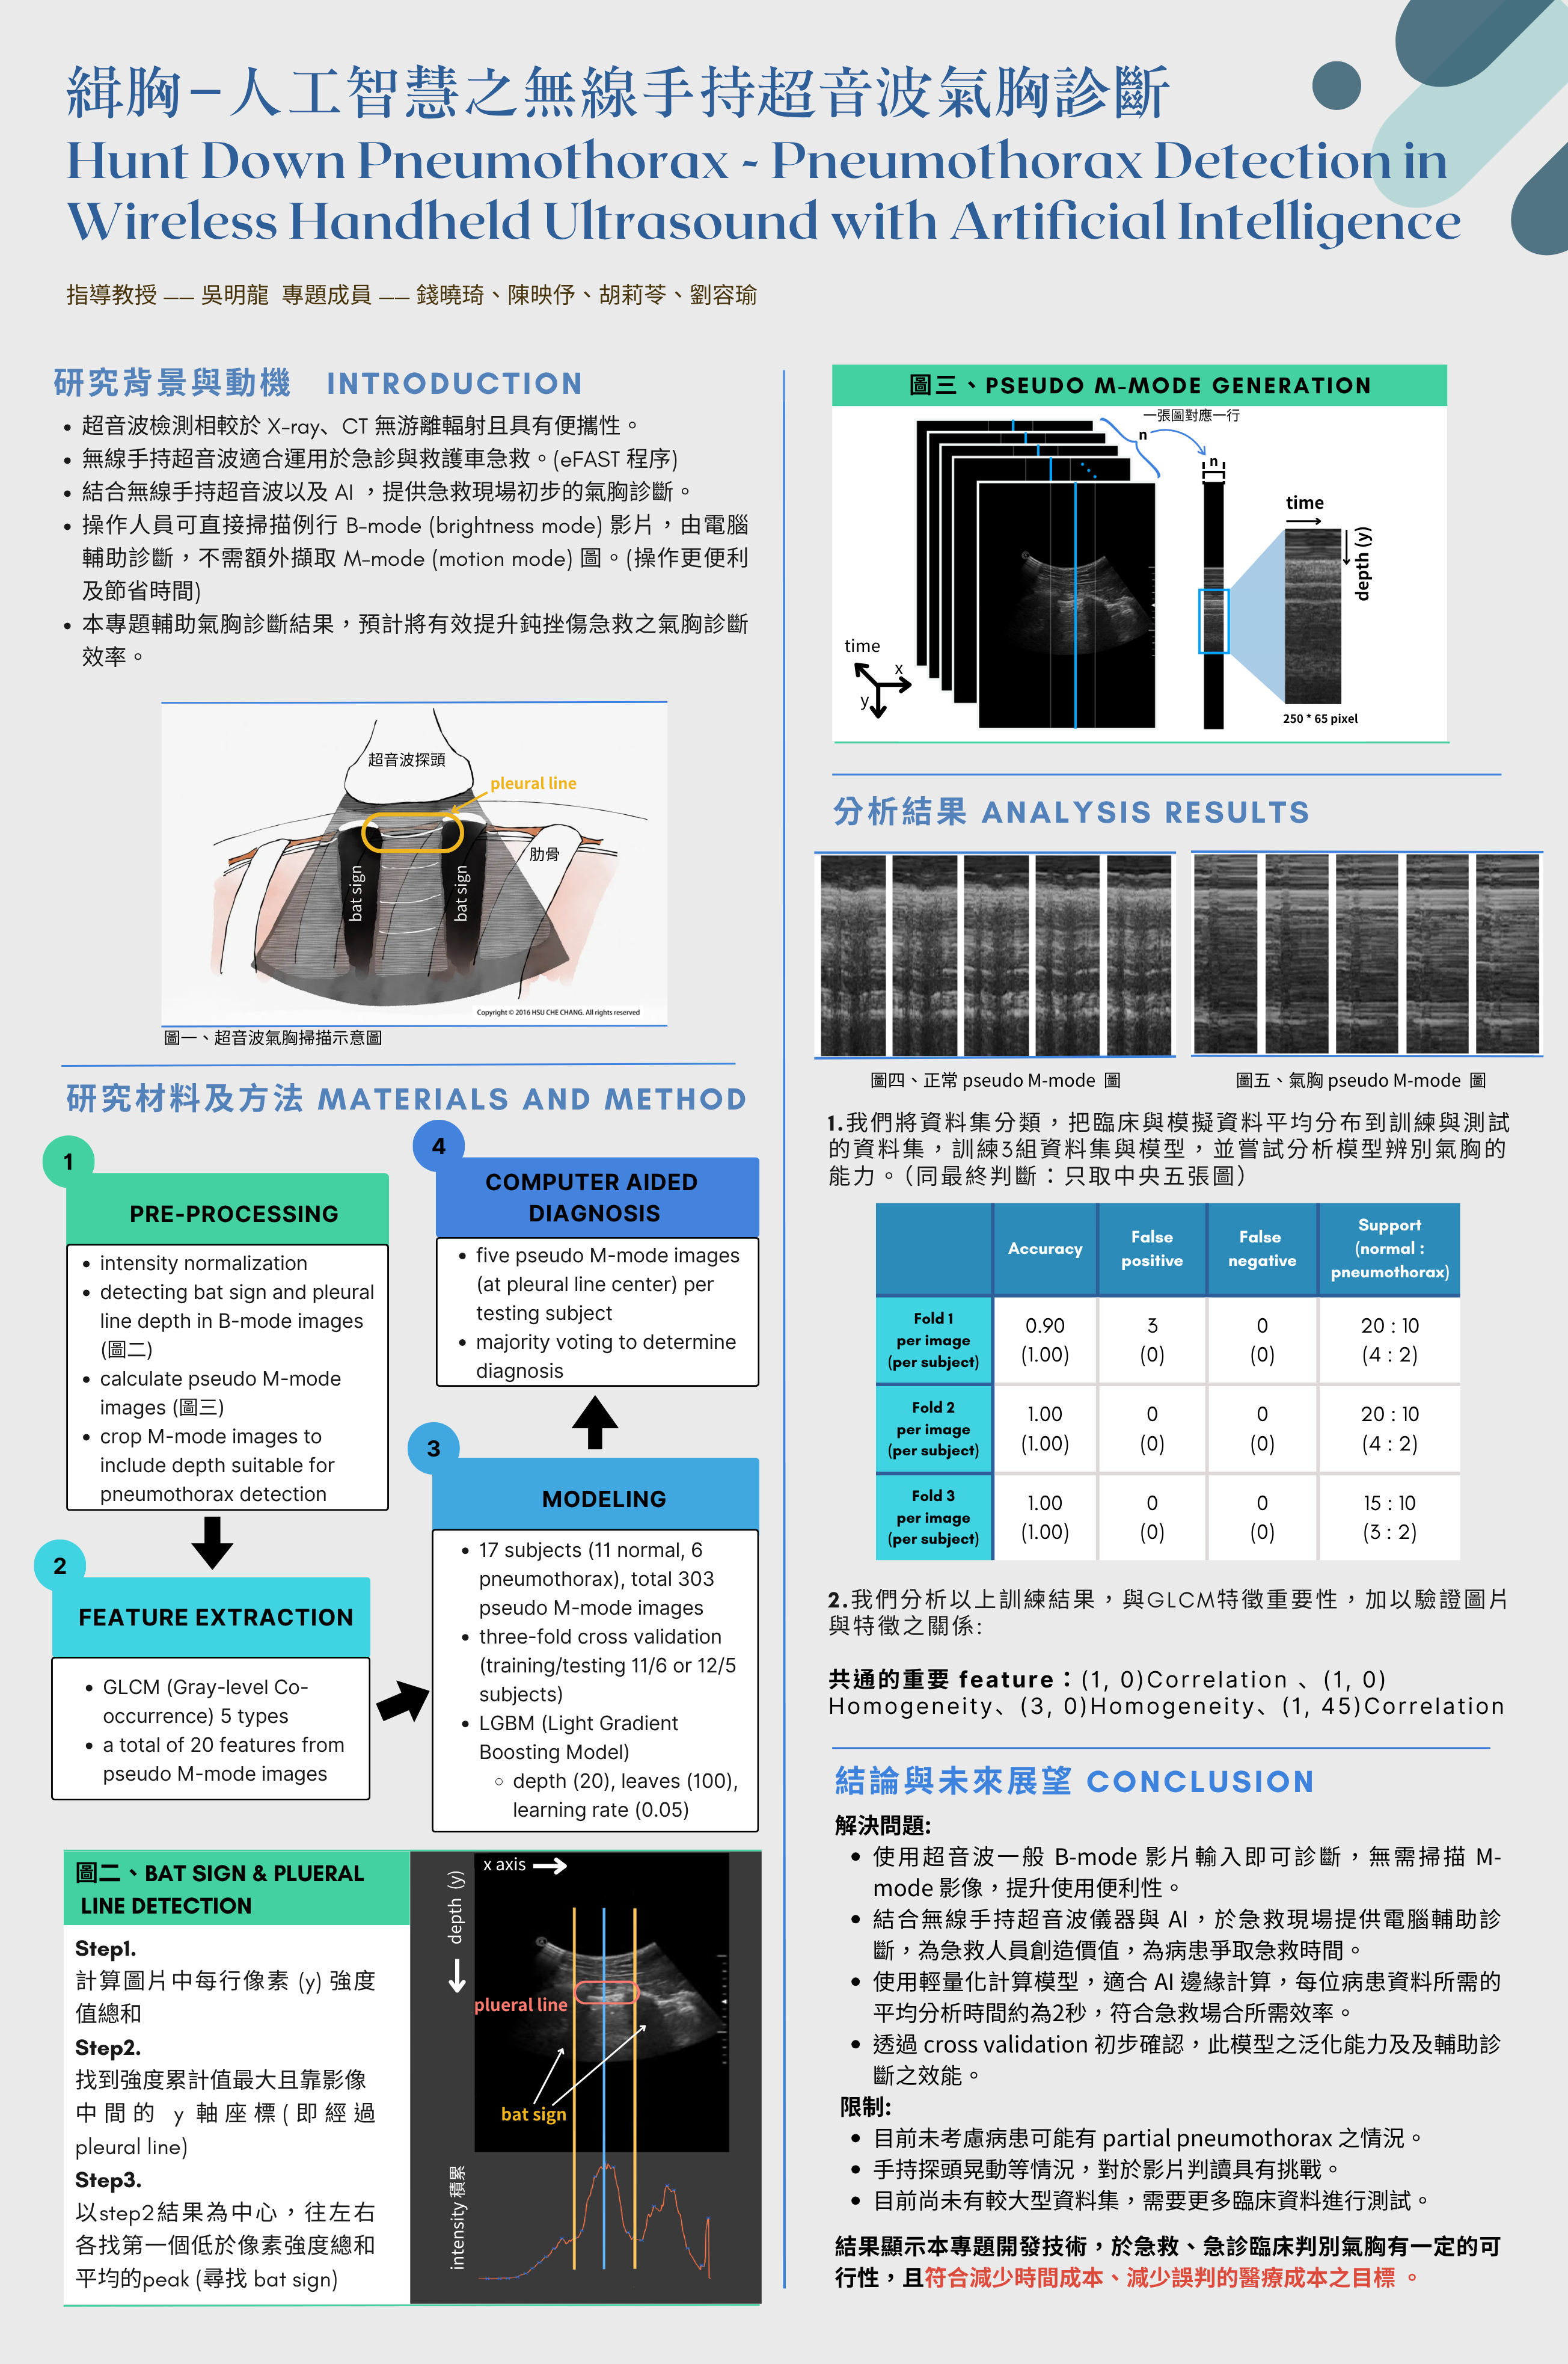 緝胸–人工智慧之無線手持超音波氣胸診斷
Hunt Down Pneumothorax - Pneumothorax Detection in
Wireless Handheld Ultrasound with Artificial Intelligence
指導教授 —— 吳明龍 專題成員 —— 錢曉琦、陳映伃、胡莉苓、劉容瑜
研究背景與動機 INTRODUCTION
• 超音波檢測相較於 X-ray、CT 無游離輻射且具有便攜性。
• 無線手持超音波適合運用於急診與救護車急救。(eFAST 程序)
• 結合無線手持超音波以及 AI ，提供急救現場初步的氣胸診斷。
• 操作人員可直接掃描例行 B-mode (brightness mode) 影片，由電腦
輔助診斷，不需額外擷取 M-mode (motion mode) 圖。(操作更便利
及節省時間)
• 本專題輔助氣胸診斷結果，預計將有效提升鈍挫傷急救之氣胸診斷
效率。
超音波探頭
pleural line
肋骨
bat sign
bat sign
Copyright © 2016 HSU CHE CHANG. All rights reserved
圖一、超音波氣胸掃描示意圖
研究材料及方法 MATERIALS AND METHOD
1
PRE-PROCESSING
• intensity normalization
• detecting bat sign and pleural
line depth in B-mode images
(圖二)
• calculate pseudo M-mode
images (圖三)
• crop M-mode images to
include depth suitable for
pneumothorax detection
2
FEATURE EXTRACTION
• GLCM (Gray-level Co-
occurrence) 5 types
• a total of 20 features from
pseudo M-mode images
3
MODELING
• 17 subjects (11 normal, 6
pneumothorax), total 303
pseudo M-mode images
• three-fold cross validation
(training/testing 11/6 or 12/5
subjects)
• LGBM (Light Gradient
Boosting Model)
◦ depth (20), leaves (100),
learning rate (0.05)
4
COMPUTER AIDED
DIAGNOSIS
• five pseudo M-mode images
(at pleural line center) per
testing subject
• majority voting to determine
diagnosis
圖二、BAT SIGN & PLUERAL
LINE DETECTION
Step1.
計算圖片中每行像素 (y) 強度
值總和
Step2.
找到強度累計值最大且靠影像
中間的 y 軸座標(即經過
pleural line)
Step3.
以step2結果為中心，往左右
各找第一個低於像素強度總和
平均的peak (尋找 bat sign)
x axis
depth (y)
plueral line
bat sign
intensity 積累
圖三、PSEUDO M-MODE GENERATION
一張圖對應一行
n
n
time
depth (y)
time
x
y
250 * 65 pixel
分析結果 ANALYSIS RESULTS
圖四、正常 pseudo M-mode 圖
圖五、氣胸 pseudo M-mode 圖
1.我們將資料集分類，把臨床與模擬資料平均分布到訓練與測試
的資料集，訓練3組資料集與模型，並嘗試分析模型辨別氣胸的
能力。(同最終判斷：只取中央五張圖)
Accuracy
False
positive
False
negative
Support
(normal :
pneumothorax)
Fold 1
per image
(per subject)
0.90
(1.00)
3
(0)
0
(0)
20 : 10
(4 : 2)
Fold 2
per image
(per subject)
1.00
(1.00)
0
(0)
0
(0)
20 : 10
(4 : 2)
Fold 3
per image
(per subject)
1.00
(1.00)
0
(0)
0
(0)
15 : 10
(3 : 2)
2.我們分析以上訓練結果，與GLCM特徵重要性，加以驗證圖片
與特徵之關係:
共通的重要 feature：(1, 0)Correlation 、(1, 0)
Homogeneity、(3, 0)Homogeneity、(1, 45)Correlation
結論與未來展望 CONCLUSION
解決問題:
• 使用超音波一般 B-mode 影片輸入即可診斷，無需掃描 M-
mode 影像，提升使用便利性。
• 結合無線手持超音波儀器與 AI，於急救現場提供電腦輔助診
斷，為急救人員創造價值，為病患爭取急救時間。
• 使用輕量化計算模型，適合 AI 邊緣計算，每位病患資料所需的
平均分析時間約為2秒，符合急救場合所需效率。
• 透過 cross validation 初步確認，此模型之泛化能力及及輔助診
斷之效能。
限制:
• 目前未考慮病患可能有 partial pneumothorax 之情況。
• 手持探頭晃動等情況，對於影片判讀具有挑戰。
• 目前尚未有較大型資料集，需要更多臨床資料進行測試。
結果顯示本專題開發技術，於急救、急診臨床判別氣胸有一定的可
行性，且符合減少時間成本、減少誤判的醫療成本之目標 。